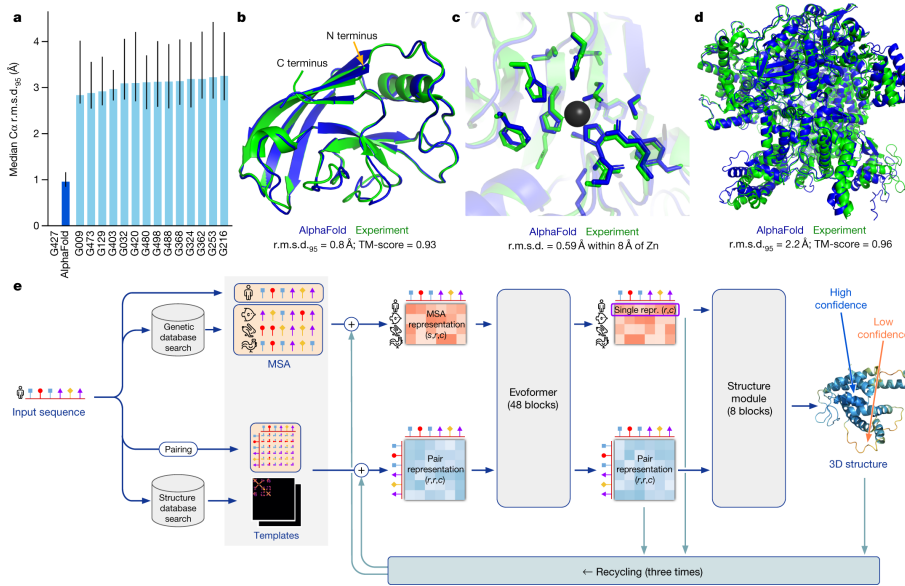 a
Median Cα r.m.s.d.95 (Å)
4
3
2
1
0
G427
AlphaFold
G009
G473
G129
G403
G032
G420
G480
G498
G488
G368
G324
G362
G253
G216
b
N terminus
C terminus
AlphaFold Experiment
r.m.s.d.95 = 0.8 Å; TM-score = 0.93
c
AlphaFold Experiment
r.m.s.d. = 0.59 Å within 8 Å of Zn
d
AlphaFold Experiment
r.m.s.d.95 = 2.2 Å; TM-score = 0.96
e
Input sequence
Genetic
database
search
Pairing
Structure
database
search
MSA
Templates
+
+
MSA
representation
(s,r,c)
Pair
representation
(r,r,c)
Evoformer
(48 blocks)
Single repr. (r,c)
Pair
representation
(r,r,c)
Structure
module
(8 blocks)
High
confidence
Low
confidence
3D structure
← Recycling (three times)